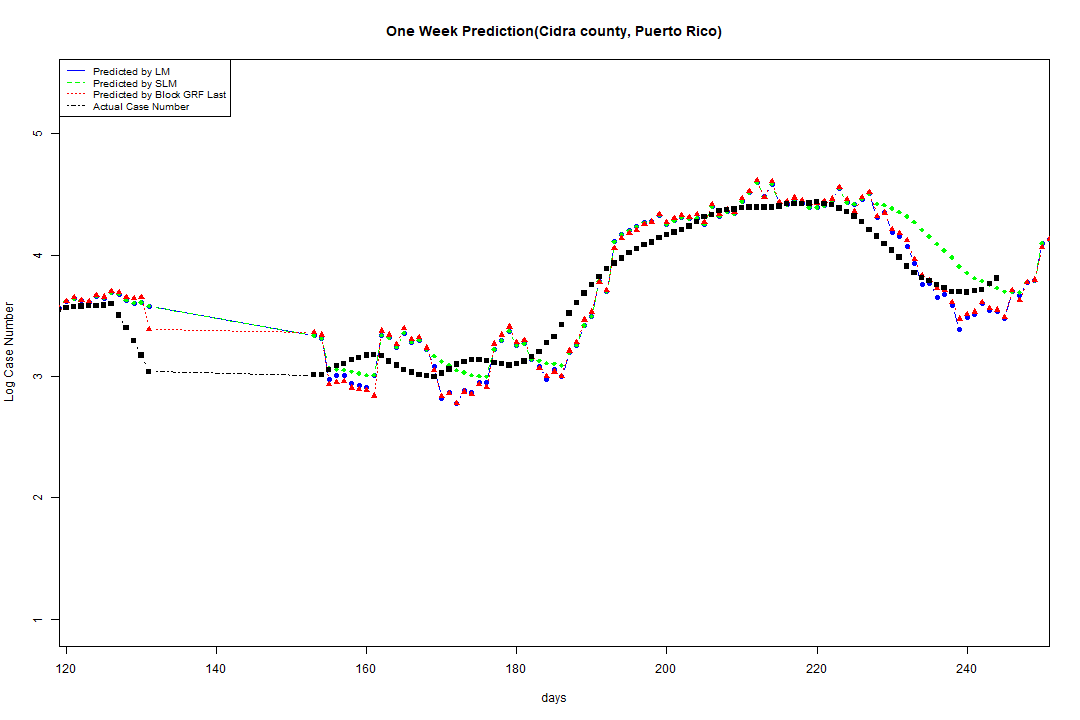 One Week Prediction(Cidra county, Puerto Rico)
Predicted by LM
Predicted by SLM
Predicted by Block GRF Last
Actual Case Number
Log Case Number
5
4
3
2
1
120 140 160 180 200 220 240
days